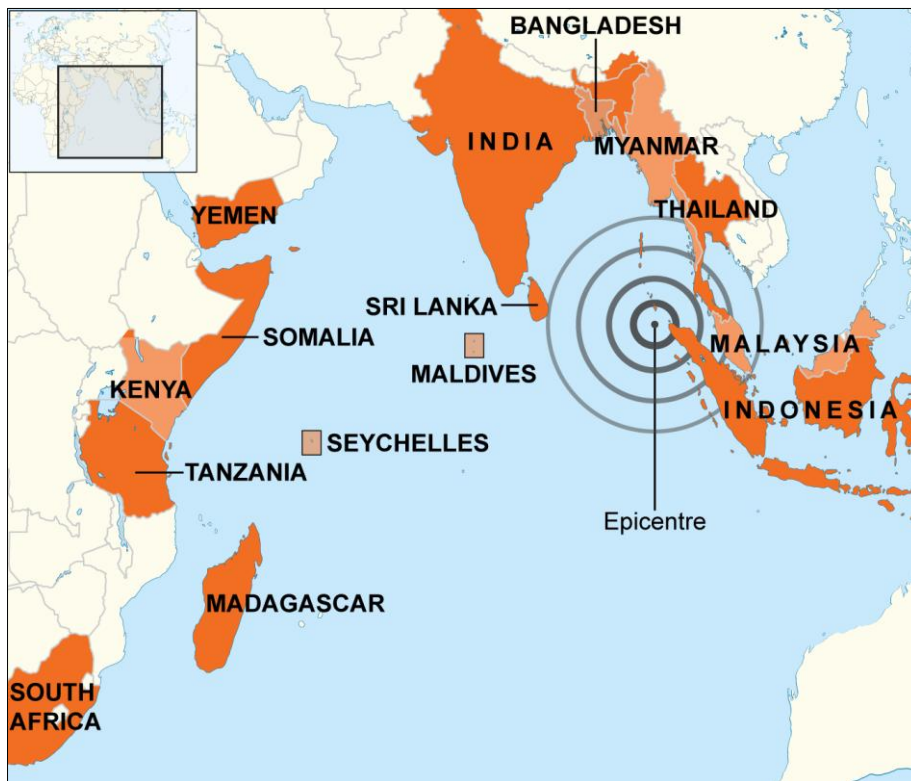 BANGLADESH
INDIA
MYANMAR
YEMEN
THAILAND
SRI LANKA
SOMALIA
MALAYSIA
MALDIVES
KENYA
INDONESIA
SEYCHELLES
TANZANIA
Epicentre
MADAGASCAR
SOUTH
AFRICA